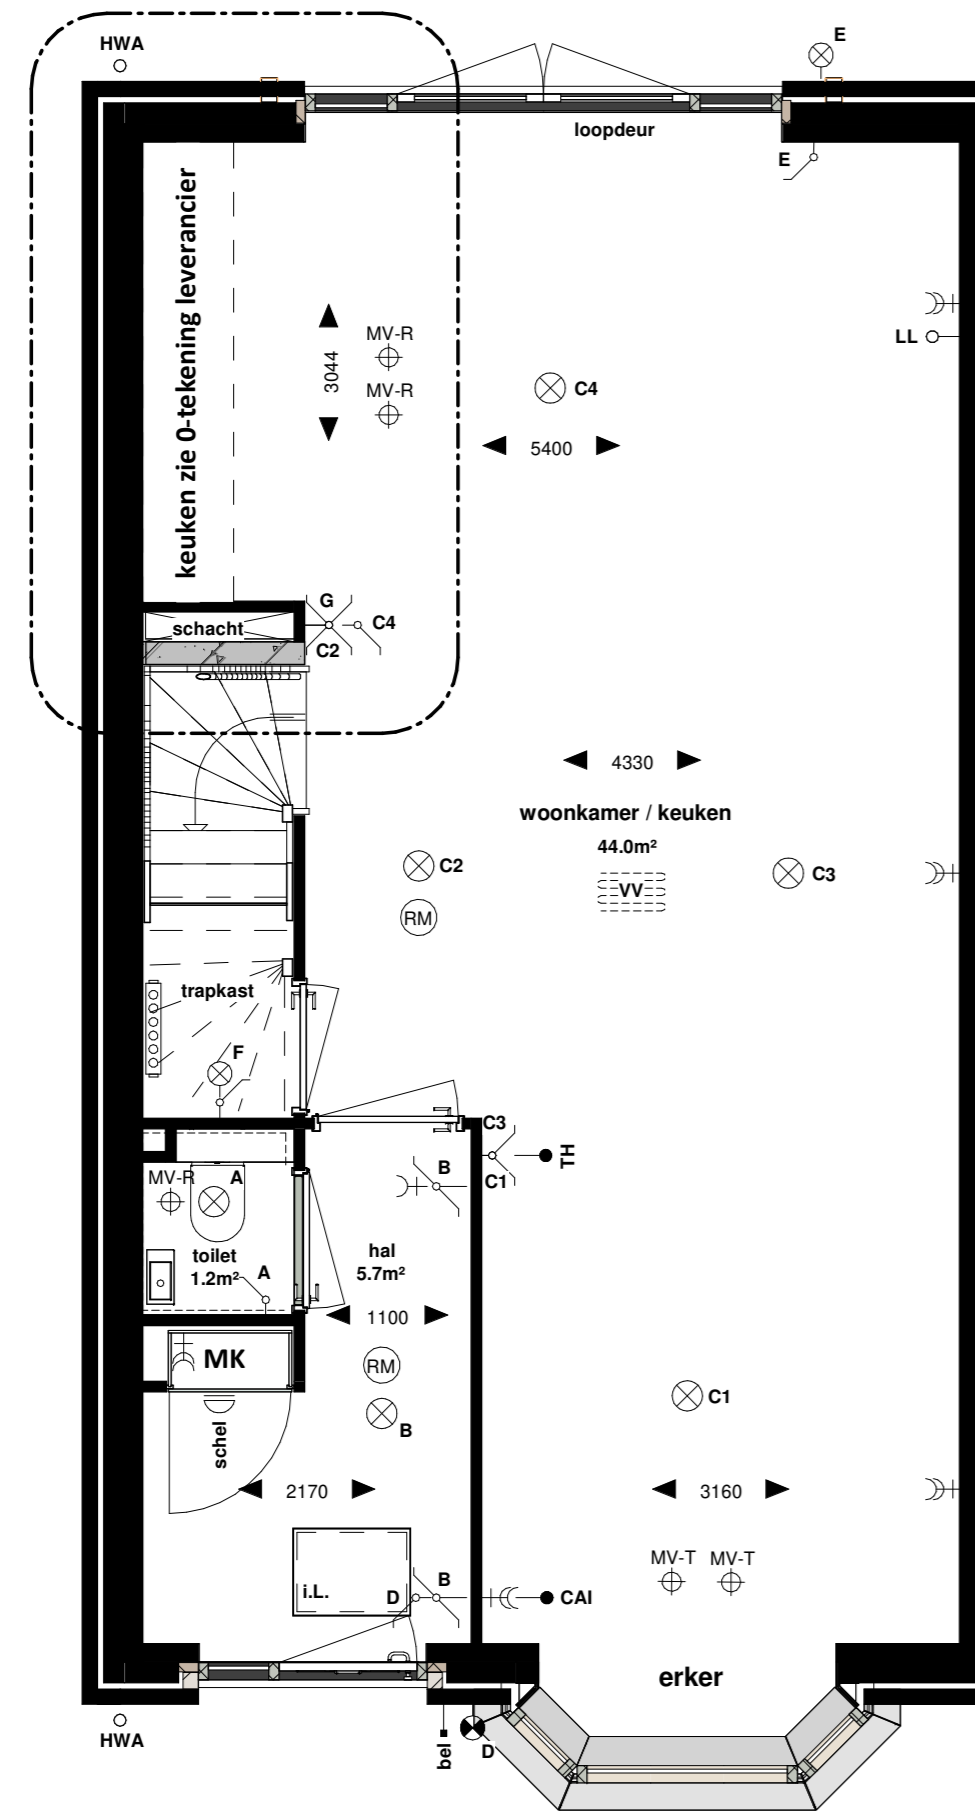 HWA
E
loopdeur
E
keuken zie 0-tekening leverancier
MV-R
3044
MV-R
C4
LL
5400
G
schacht
C4
C2
4330
woonkamer / keuken
44.0m²
C2
VV
C3
RM
trapkast
F
C3
TH
B
C1
MV-R
A
hal
5.7m²
toilet
1.2m²
A
1100
MK
RM
schel
B
C1
2170
3160
MV-T
MV-T
i.L.
D
B
CAI
erker
HWA
bel
D